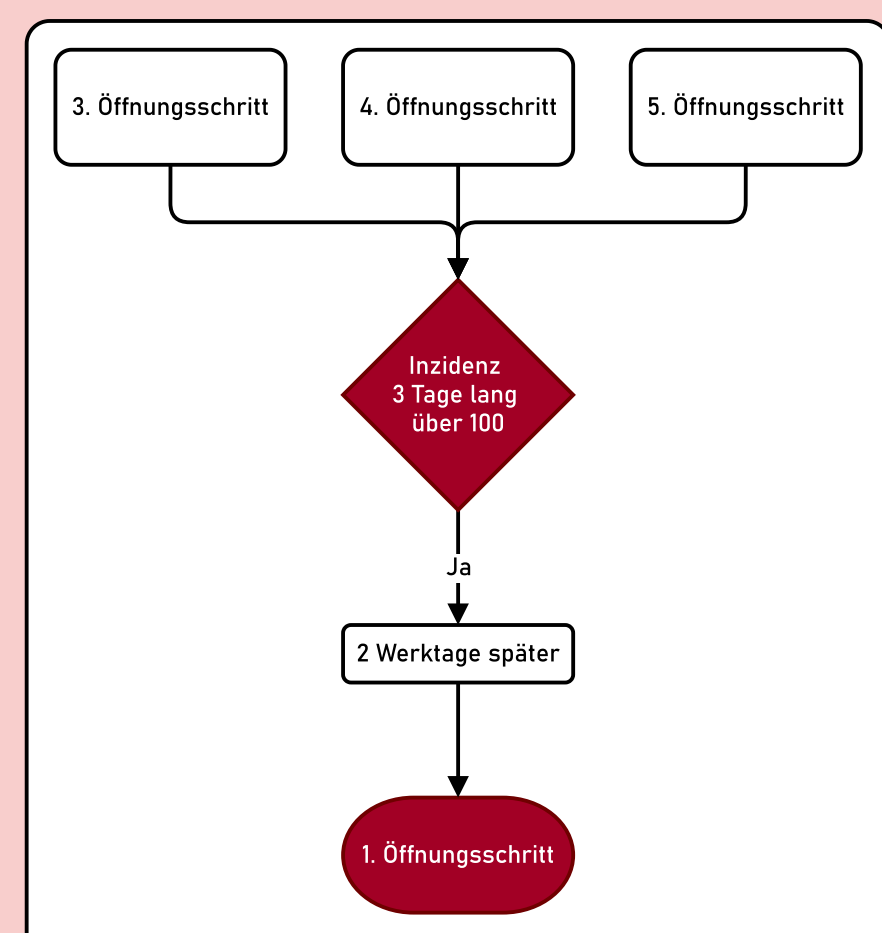 3. Öffnungsschritt
4. Öffnungsschritt
5. Öffnungsschritt
Inzidenz
3 Tage lang
über 100
Ja
2 Werktage später
1. Öffnungsschritt